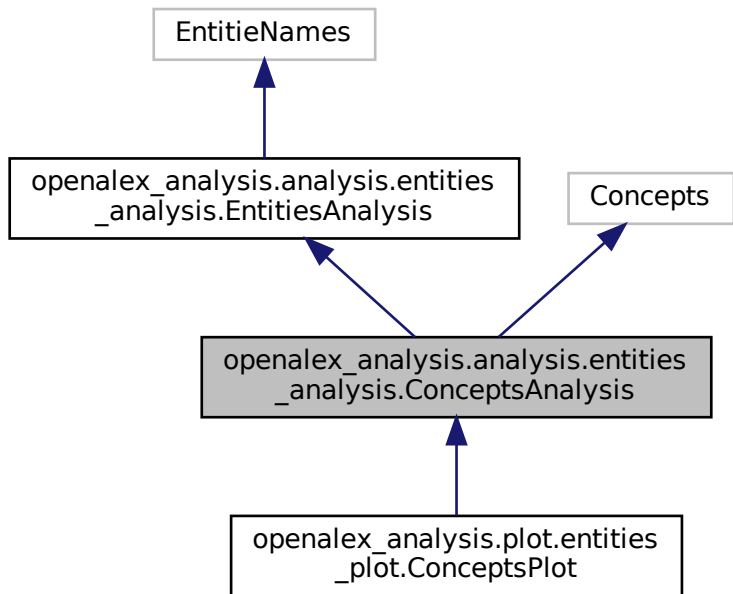 EntitieNames
openalex_analysis.analysis.entities
_analysis.EntitiesAnalysis
Concepts
openalex_analysis.analysis.entities
_analysis.ConceptsAnalysis
openalex_analysis.plot.entities
_plot.ConceptsPlot